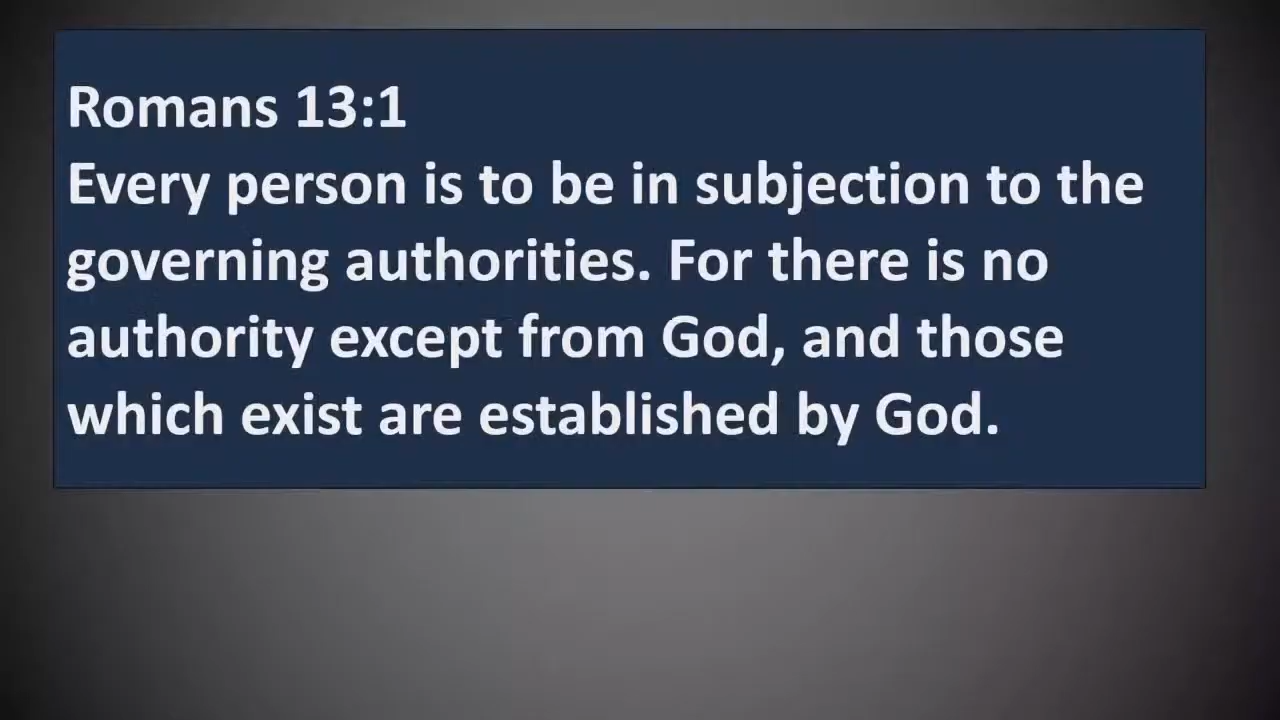 Romans 13:1
Every person is to be in subjection to the
governing authorities. For there is no
authority except from God, and those
which exist are established by God.